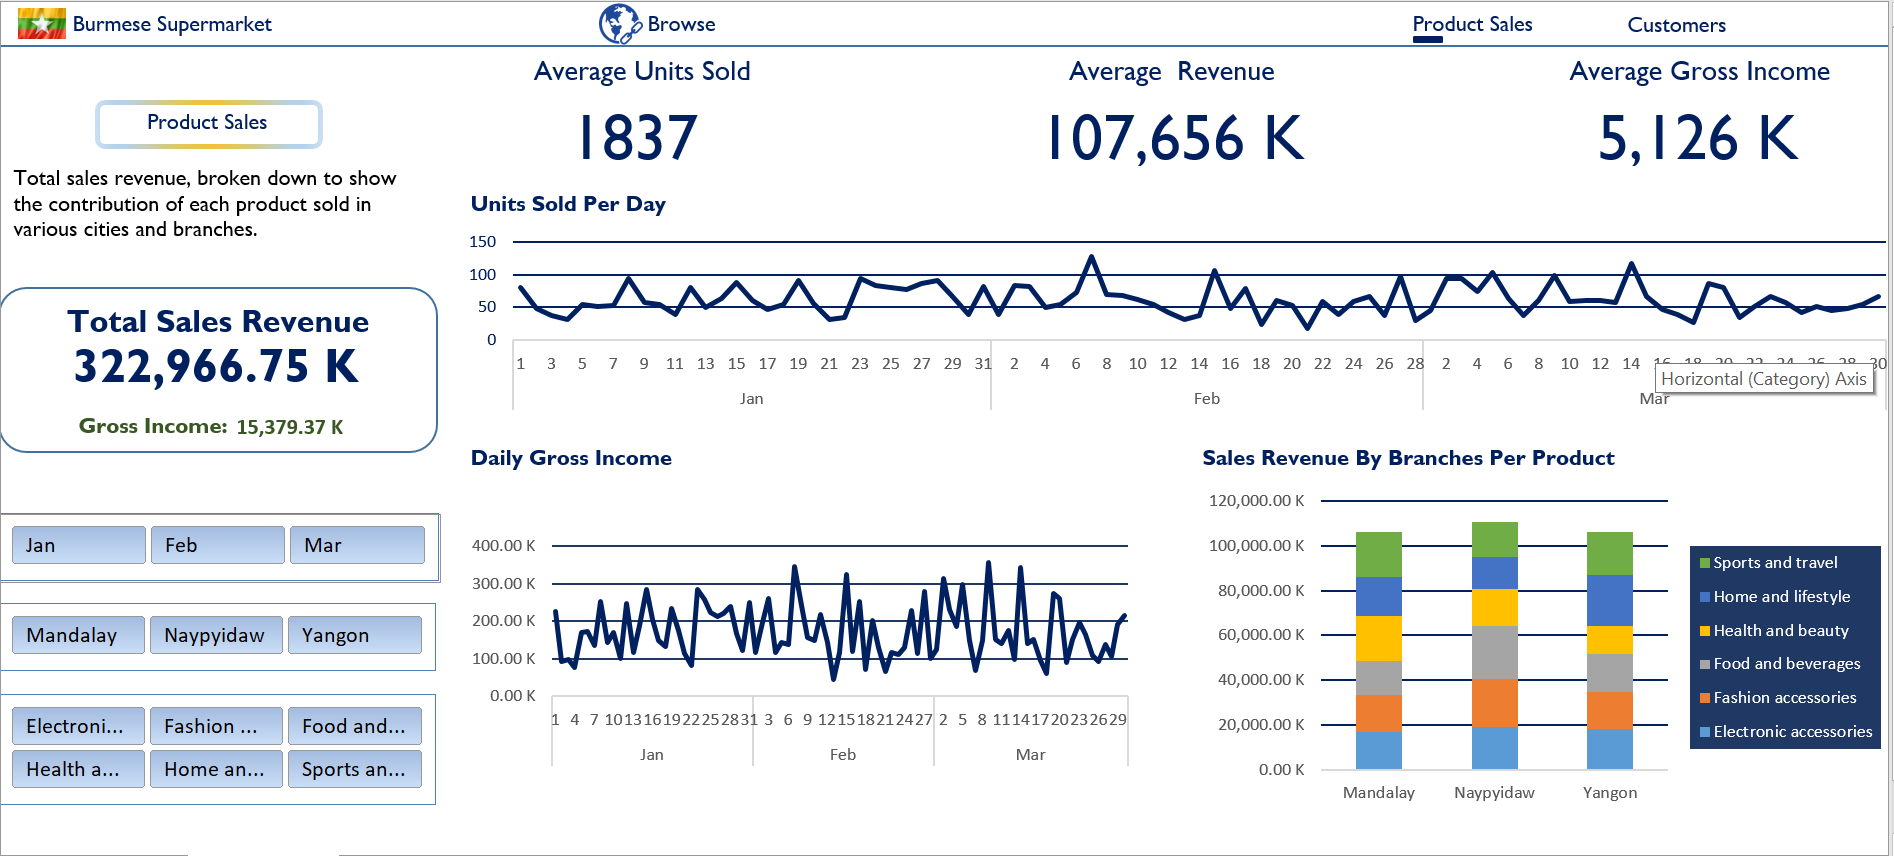 Burmese Supermarket
Browse
Product Sales
Customers
Average Units Sold
Average  Revenue
Average Gross Income
1837
107,656 K
5,126 K
Product Sales
Total sales revenue, broken down to show
the contribution of each product sold in
various cities and branches.
Total Sales Revenue
322,966.75 K
Gross Income: 15,379.37 K
Jan Feb Mar
Mandalay Naypyidaw Yangon
Electroni... Fashion ... Food and...
Health a... Home an... Sports an...
Units Sold Per Day
150
100
50
0
1 3 5 7 9 11 13 15 17 19 21 23 25 27 29 31 2 4 6 8 10 12 14 16 18 20 22 24 26 28 2 4 6 8 10 12 14 16 18 20 22 24 26 28 30
Horizontal (Category) Axis
Jan Feb Mar
Daily Gross Income
400.00 K
300.00 K
200.00 K
100.00 K
0.00 K
1 4 7 10 13 16 19 22 25 28 31 3 6 9 12 15 18 21 24 27 2 5 8 11 14 17 20 23 26 29
Jan Feb Mar
Sales Revenue By Branches Per Product
120,000.00 K
100,000.00 K
80,000.00 K
60,000.00 K
40,000.00 K
20,000.00 K
0.00 K
Mandalay Naypyidaw Yangon
Sports and travel
Home and lifestyle
Health and beauty
Food and beverages
Fashion accessories
Electronic accessories